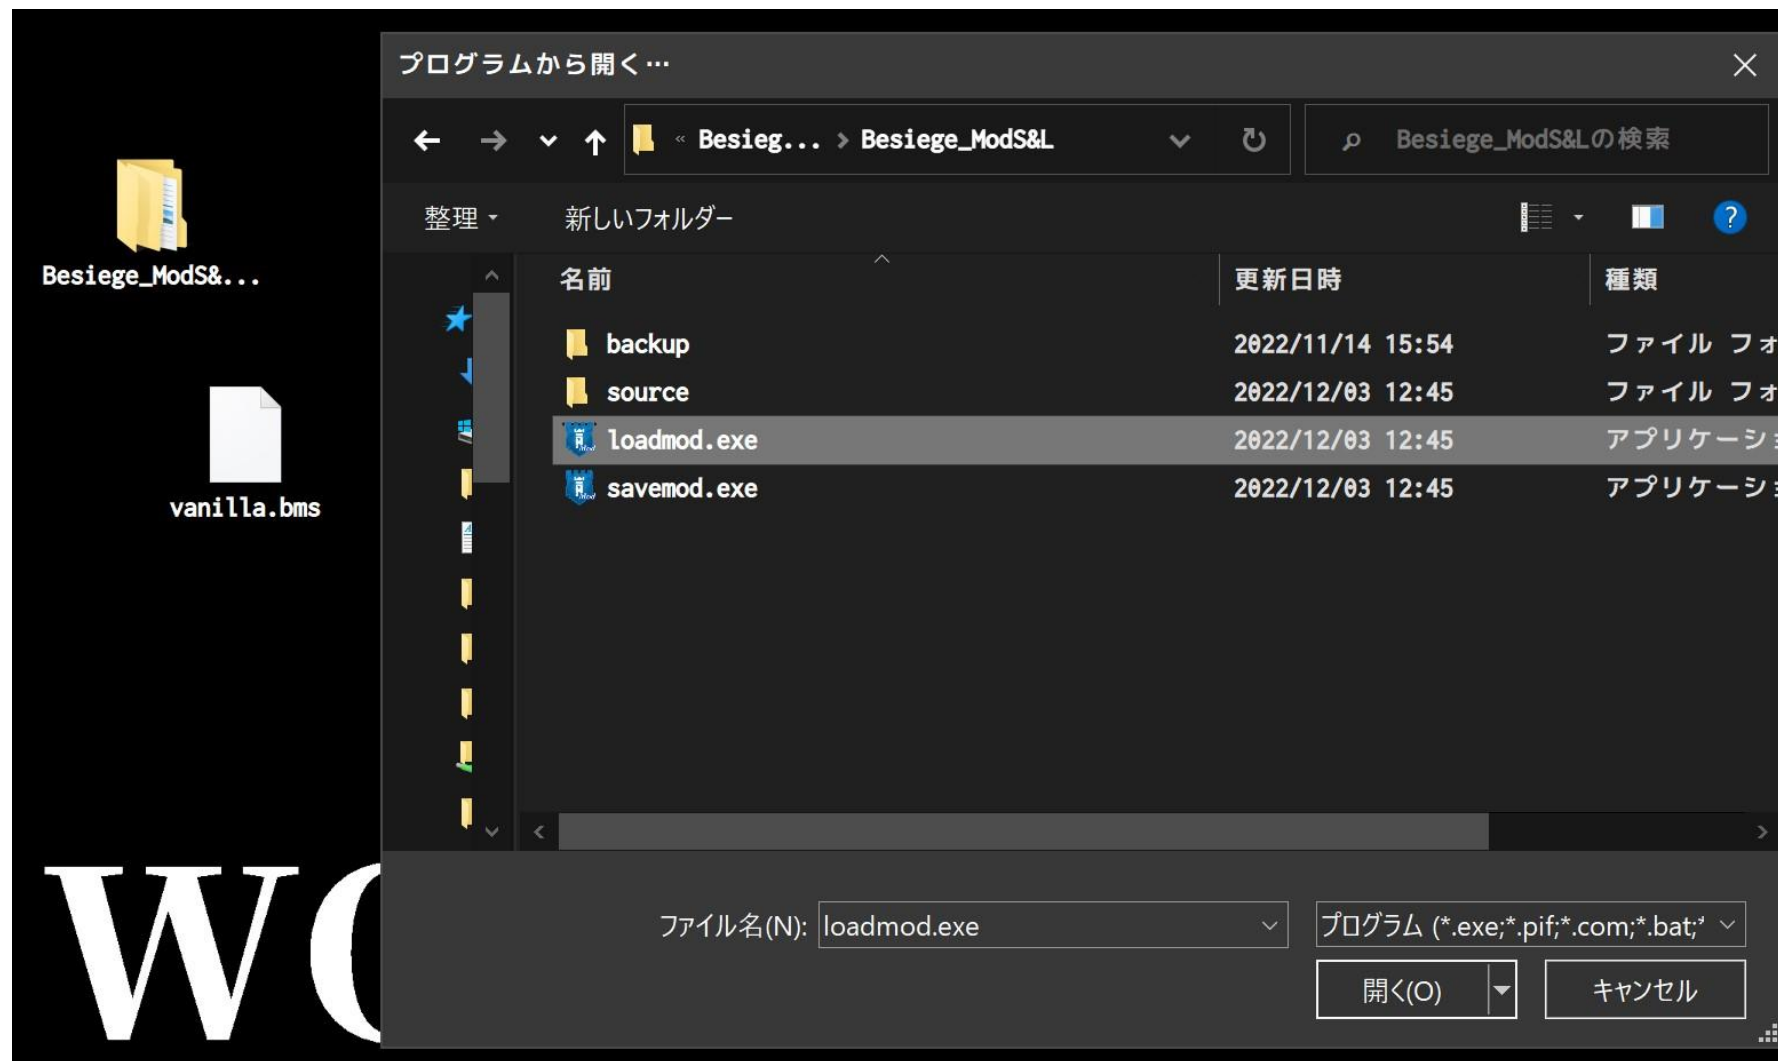 プログラムから開く…
« Besieg... > Besiege_ModS&L
Besiege_ModS&Lの検索
整理
新しいフォルダー
?
Besiege_ModS&...
名前 更新日時 種類
backup 2022/11/14 15:54 ファイル フォ
source 2022/12/03 12:45 ファイル フォ
loadmod.exe 2022/12/03 12:45 アプリケーショ
savemod.exe 2022/12/03 12:45 アプリケーショ
vanilla.bms
ファイル名(N): loadmod.exe
プログラム (*.exe;*.pif;*.com;*.bat;*
開く(O)
キャンセル